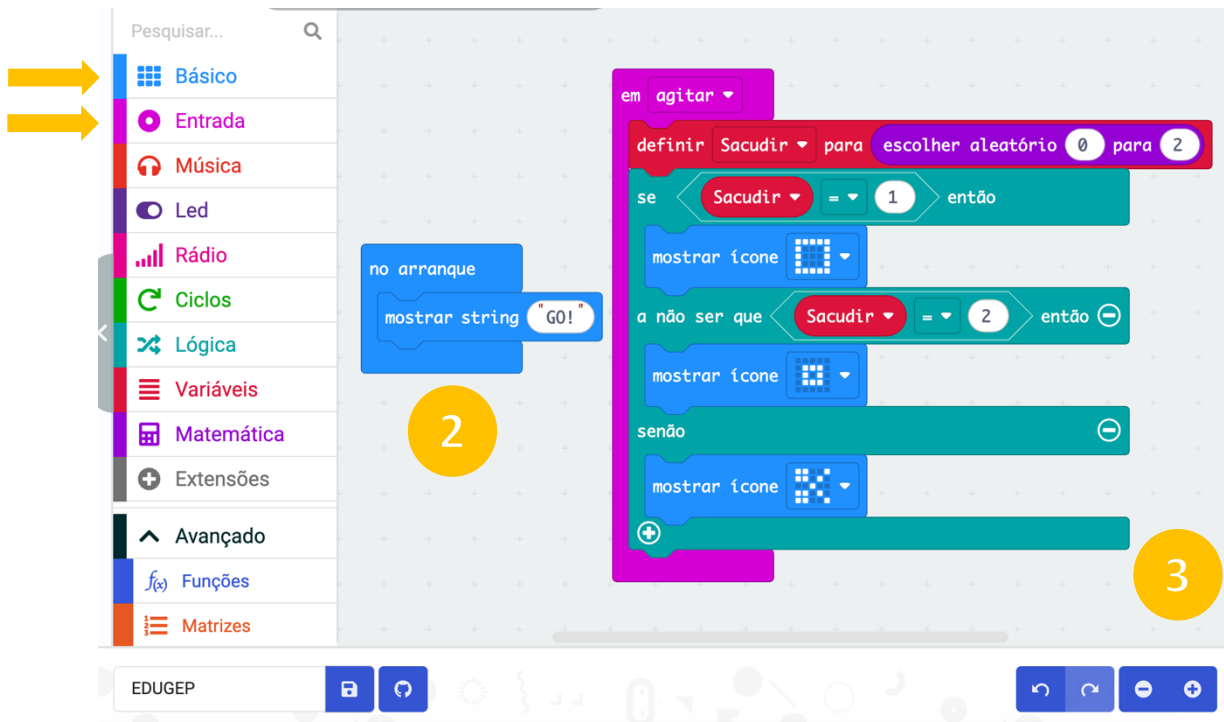 Pesquisar...
Básico
Entrada
Música
Led
Rádio
Ciclos
Lógica
Variáveis
Matemática
Extensões
Avançado
f(x) Funções
Matrizes
no arranque
mostrar string "GO!"
2
em agitar
definir Sacudir para escolher aleatório 0 para 2
se Sacudir = 1 então
mostrar ícone
a não ser que Sacudir = 2 então
mostrar ícone
senão
mostrar ícone
3
EDUGEP